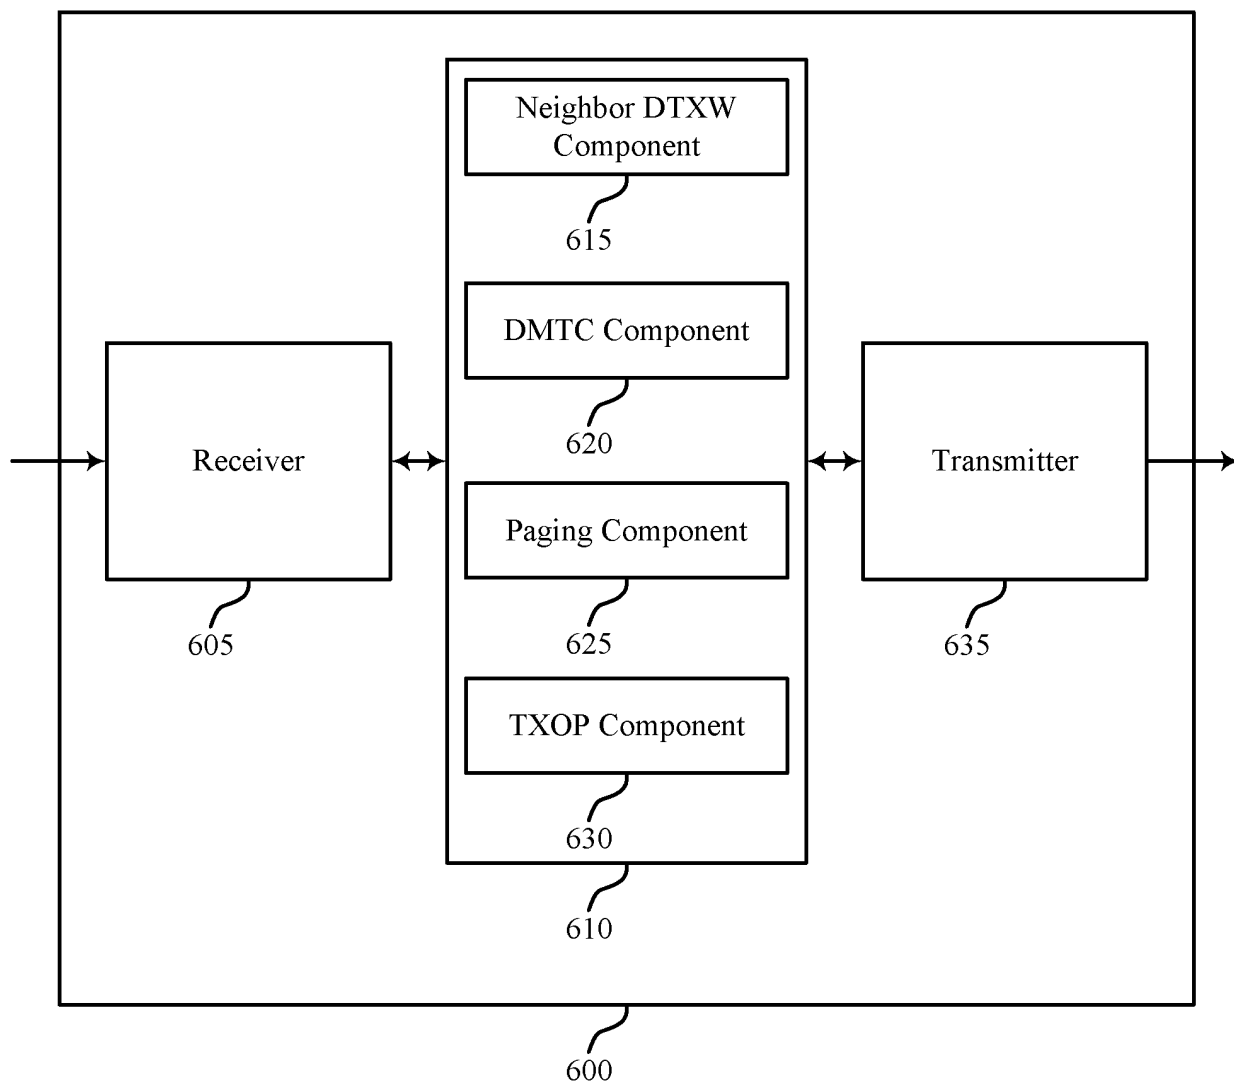 Neighbor DTXW
Component
615
DMTC Component
620
Receiver
Transmitter
Paging Component
605
625
635
TXOP Component
630
610
600